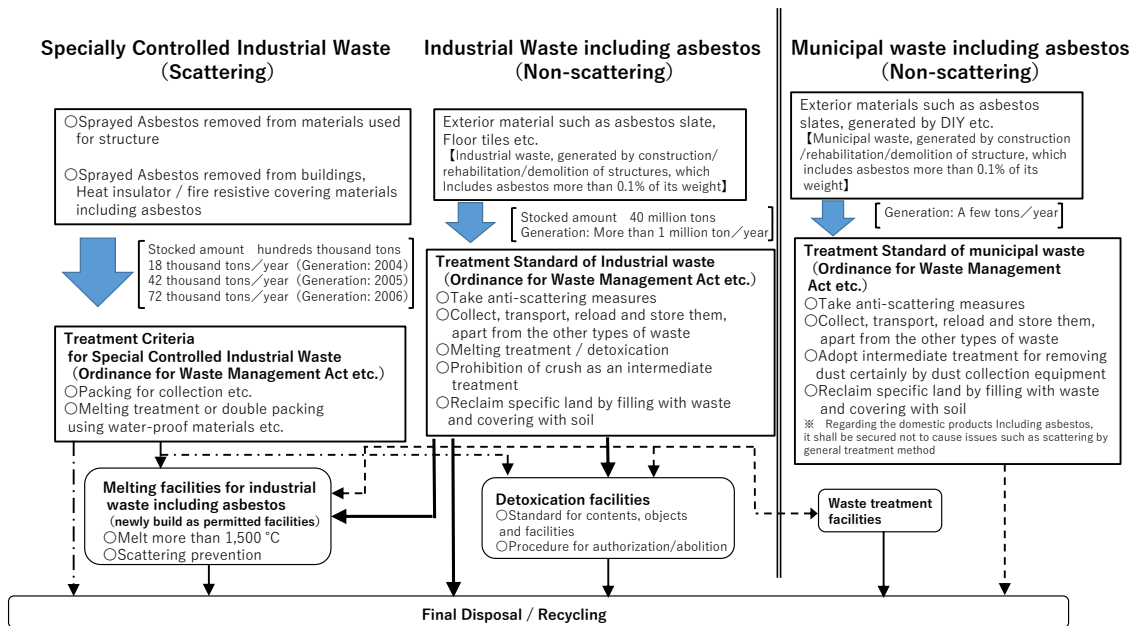 Specially Controlled Industrial Waste
（Scattering）
○Sprayed Asbestos removed from materials used
for structure
○Sprayed Asbestos removed from buildings,
Heat insulator / fire resistive covering materials
including asbestos
Stocked amount hundreds thousand tons
18 thousand tons／year（Generation: 2004）
42 thousand tons／year（Generation: 2005）
72 thousand tons／year（Generation: 2006）
Treatment Criteria
for Special Controlled Industrial Waste
（Ordinance for Waste Management Act etc.）
○Packing for collection etc.
○Melting treatment or double packing
using water-proof materials etc.
Industrial Waste including asbestos
（Non-scattering）
Exterior material such as asbestos slate,
Floor tiles etc.
【Industrial waste, generated by construction/
rehabilitation/demolition of structures, which
Includes asbestos more than 0.1% of its weight】
Stocked amount 40 million tons
Generation: More than 1 million ton／year
Treatment Standard of Industrial waste
（Ordinance for Waste Management Act etc.）
○Take anti-scattering measures
○Collect, transport, reload and store them,
apart from the other types of waste
○Melting treatment / detoxication
○Prohibition of crush as an intermediate
treatment
○Reclaim specific land by filling with waste
and covering with soil
Municipal waste including asbestos
（Non-scattering）
Exterior materials such as asbestos
slates, generated by DIY etc.
【Municipal waste, generated by construction
/rehabilitation/demolition of structure, which
includes asbestos more than 0.1% of its
weight】
Generation: A few tons／year
Treatment Standard of municipal waste
（Ordinance for Waste Management
Act etc.）
○Take anti-scattering measures
○Collect, transport, reload and store them,
apart from the other types of waste
○Adopt intermediate treatment for removing
dust certainly by dust collection equipment
○Reclaim specific land by filling with waste
and covering with soil
※ Regarding the domestic products Including asbestos,
it shall be secured not to cause issues such as scattering by
general treatment method
Melting facilities for industrial
waste including asbestos
（newly build as permitted facilities）
○Melt more than 1,500 ℃
○Scattering prevention
Detoxication facilities
○Standard for contents, objects
and facilities
○Procedure for authorization/abolition
Waste treatment
facilities
Final Disposal / Recycling